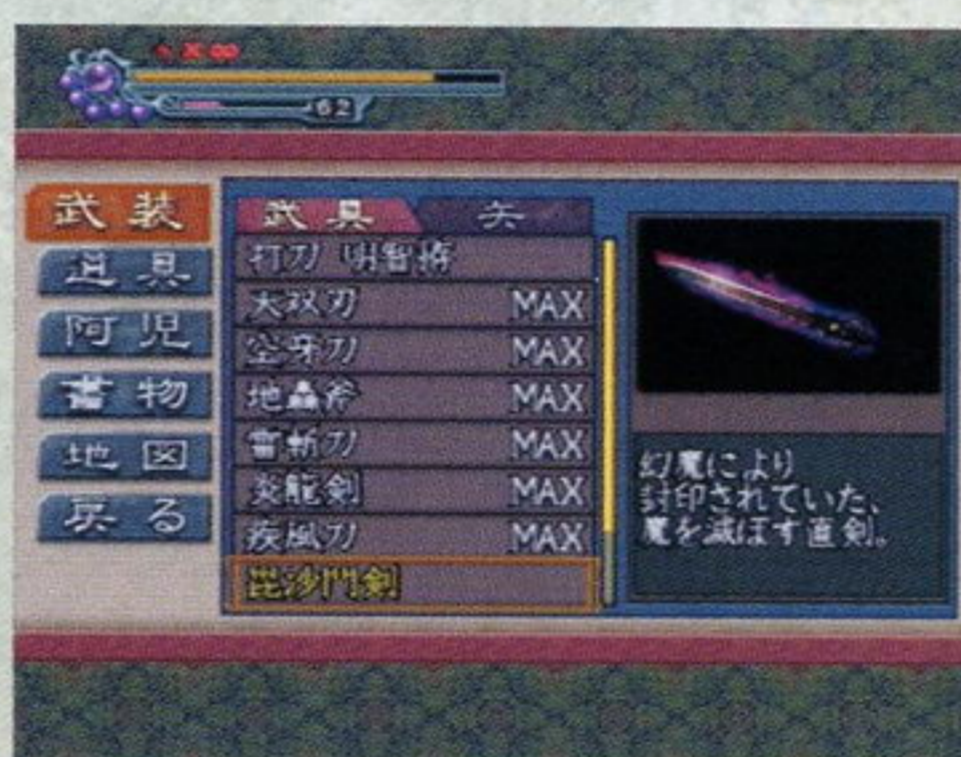 ×∞
62
武装
道具
阿児
書物
地図
戻る
武具
矢
打刀 明智拵
大双刃 MAX
空牙刀 MAX
地蟲斧 MAX
雷斬刀 MAX
炎龍剣 MAX
疾風刀 MAX
毘沙門剣
幻魔により
封印されていた、
魔を滅ぼす直剣。